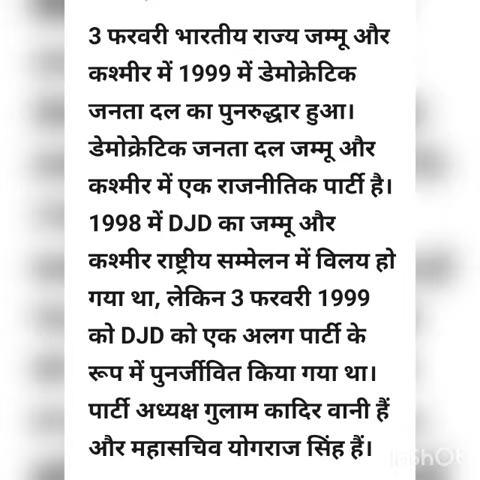 3 फरवरी भारतीय राज्य जम्मू और
कश्मीर में 1999 में डेमोक्रेटिक
जनता दल का पुनरुद्धार हुआ।
डेमोक्रेटिक जनता दल जम्मू और
कश्मीर में एक राजनीतिक पार्टी है।
1998 में DJD का जम्मू और
कश्मीर राष्ट्रीय सम्मेलन में विलय हो
गया था, लेकिन 3 फरवरी 1999
को DJD को एक अलग पार्टी के
रूप में पुनर्जीवित किया गया था।
पार्टी अध्यक्ष गुलाम कादिर वानी हैं
और महासचिव योगराज सिंह हैं।